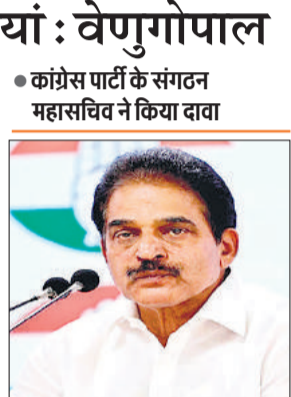 यां : वेणुगोपाल
● कांग्रेस पार्टी के संगठन
महासचिव ने किया दावा